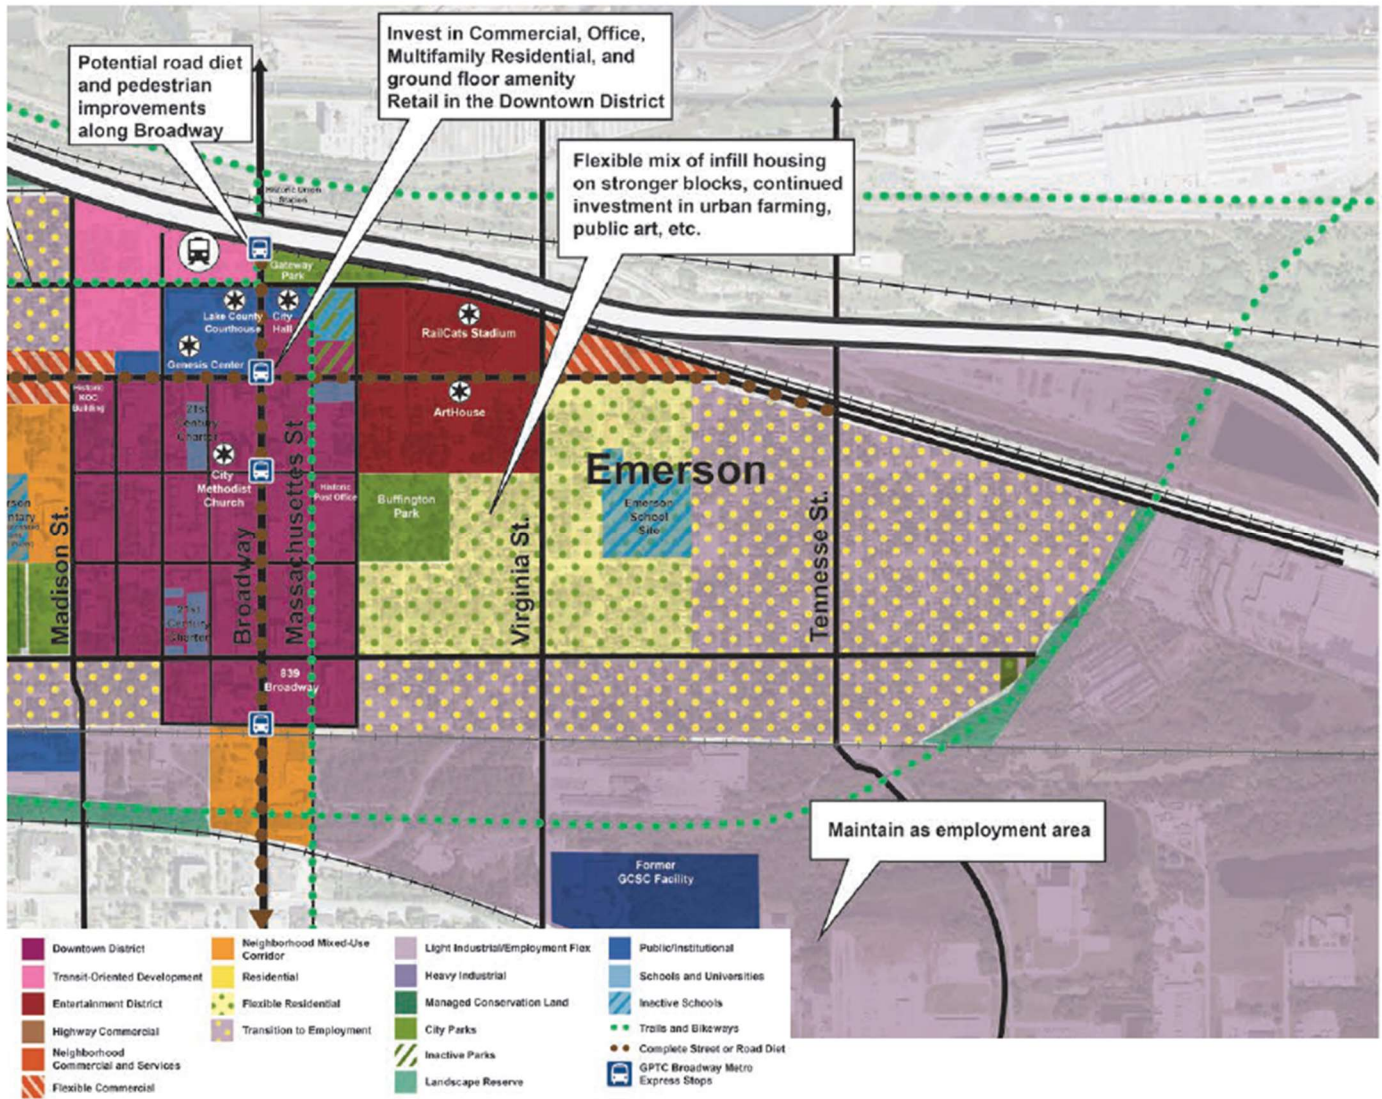 Potential road diet
and pedestrian
improvements
along Broadway
Invest in Commercial, Office,
Multifamily Residential, and
ground floor amenity
Retail in the Downtown District
Flexible mix of infill housing
on stronger blocks, continued
investment in urban farming,
public art, etc.
Historic Union
Station
Gateway
Park
Lake County
Courthouse
City
Hall
Genesis Center
RailCats Stadium
ArtHouse
Historic
KOC
Building
21st
Century
Charter
City
Methodist
Church
Historic
Post Office
Buffington
Park
Emerson
Emerson
School
Site
Madison St.
Broadway
Massachusettes St
Virginia St.
Tennesse St.
21st
Century
Charter
839
Broadway
Maintain as employment area
Former
GCSC Facility
Downtown District
Transit-Oriented Development
Entertainment District
Highway Commercial
Neighborhood
Commercial and Services
Flexible Commercial
Neighborhood Mixed-Use
Corridor
Residential
Flexible Residential
Transition to Employment
Light Industrial/Employment Flex
Heavy Industrial
Managed Conservation Land
City Parks
Inactive Parks
Landscape Reserve
Public/Institutional
Schools and Universities
Inactive Schools
Trails and Bikeways
Complete Street or Road Diet
GPTC Broadway Metro
Express Stops